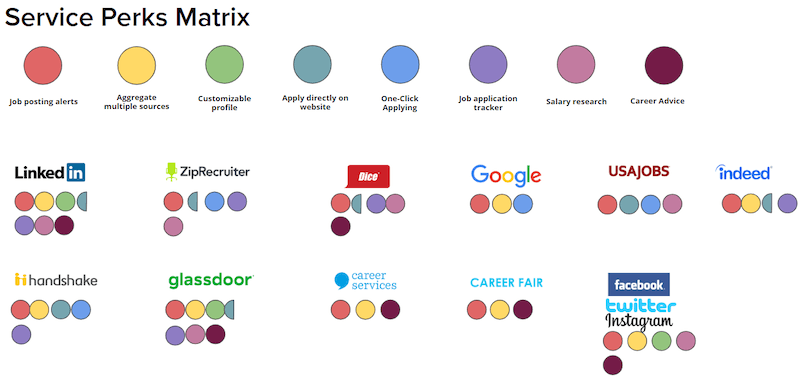 Service Perks Matrix
Job posting alerts
Aggregate
multiple sources
Customizable
profile
Apply directly on
website
One-Click
Applying
Job application
tracker
Salary research
Career Advice
Linked in
ZipRecruiter
Dice
Google
USAJOBS
indeed
handshake
glassdoor
career
services
CAREER FAIR
facebook
twitter
Instagram